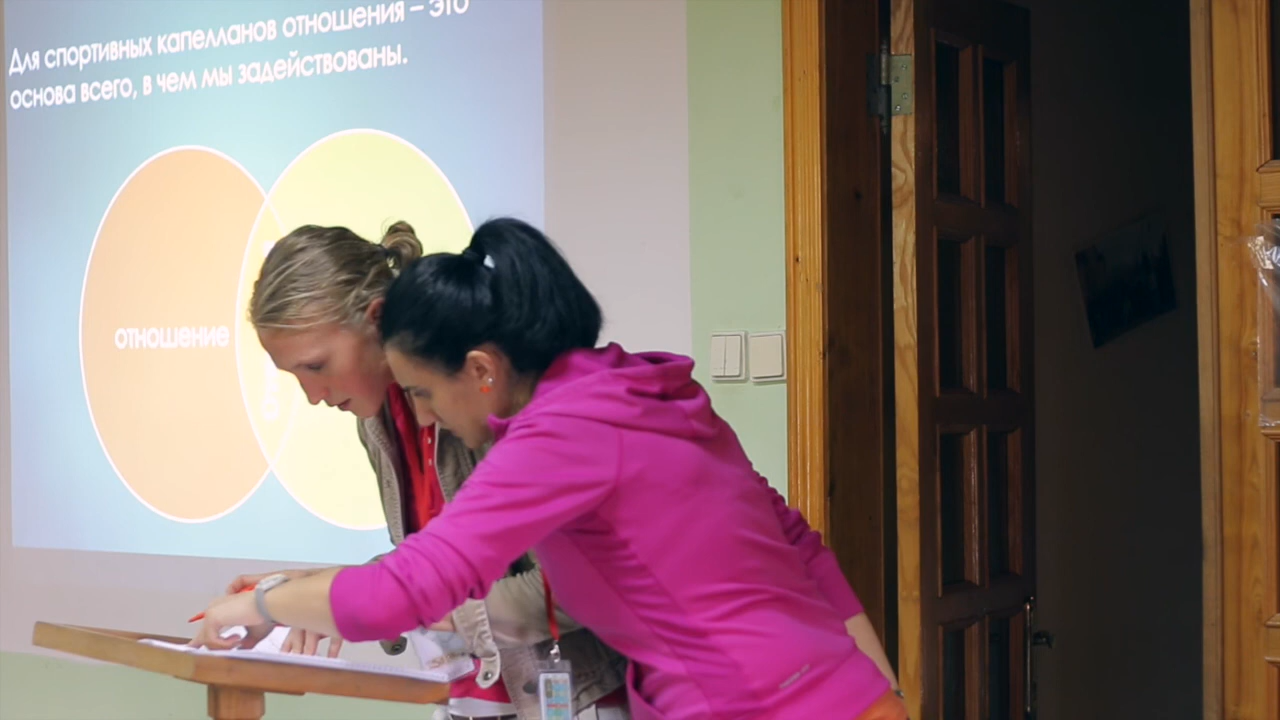 Для спортивных капелланов отношения – это
основа всего, в чем мы задействованы.
отношение